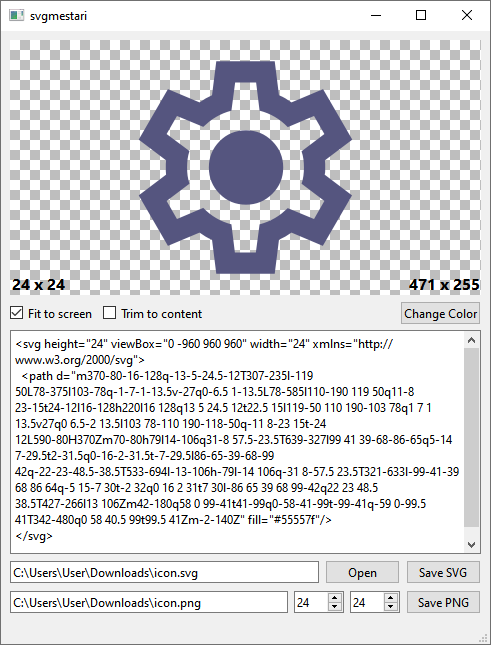 svgmestari
24 x 24
471 x 255
Fit to screen
Trim to content
Change Color
<svg height="24" viewBox="0 -960 960 960" width="24" xmlns="http://
www.w3.org/2000/svg">
<path d="m370-80-16-128q-13-5-24.5-12T307-235l-119
50L78-375l103-78q-1-7-1-13.5v-27q0-6.5 1-13.5L78-585l110-190 119 50q11-8
23-15t24-12l16-128h220l16 128q13 5 24.5 12t22.5 15l119-50 110 190-103 78q1 7 1
13.5v27q0 6.5-2 13.5l103 78-110 190-118-50q-11 8-23 15t-24
12L590-80H370Zm70-80h79l14-106q31-8 57.5-23.5T639-327l99 41 39-68-86-65q5-14
7-29.5t2-31.5q0-16-2-31.5t-7-29.5l86-65-39-68-99
42q-22-23-48.5-38.5T533-694l-13-106h-79l-14 106q-31 8-57.5 23.5T321-633l-99-41-39
68 86 64q-5 15-7 30t-2 32q0 16 2 31t7 30l-86 65 39 68 99-42q22 23 48.5
38.5T427-266l13 106Zm42-180q58 0 99-41t41-99q0-58-41-99t-99-41q-59 0-99.5
41T342-480q0 58 40.5 99t99.5 41Zm-2-140Z" fill="#55557f"/>
</svg>
C:\Users\User\Downloads\icon.svg
Open
Save SVG
C:\Users\User\Downloads\icon.png
24
24
Save PNG